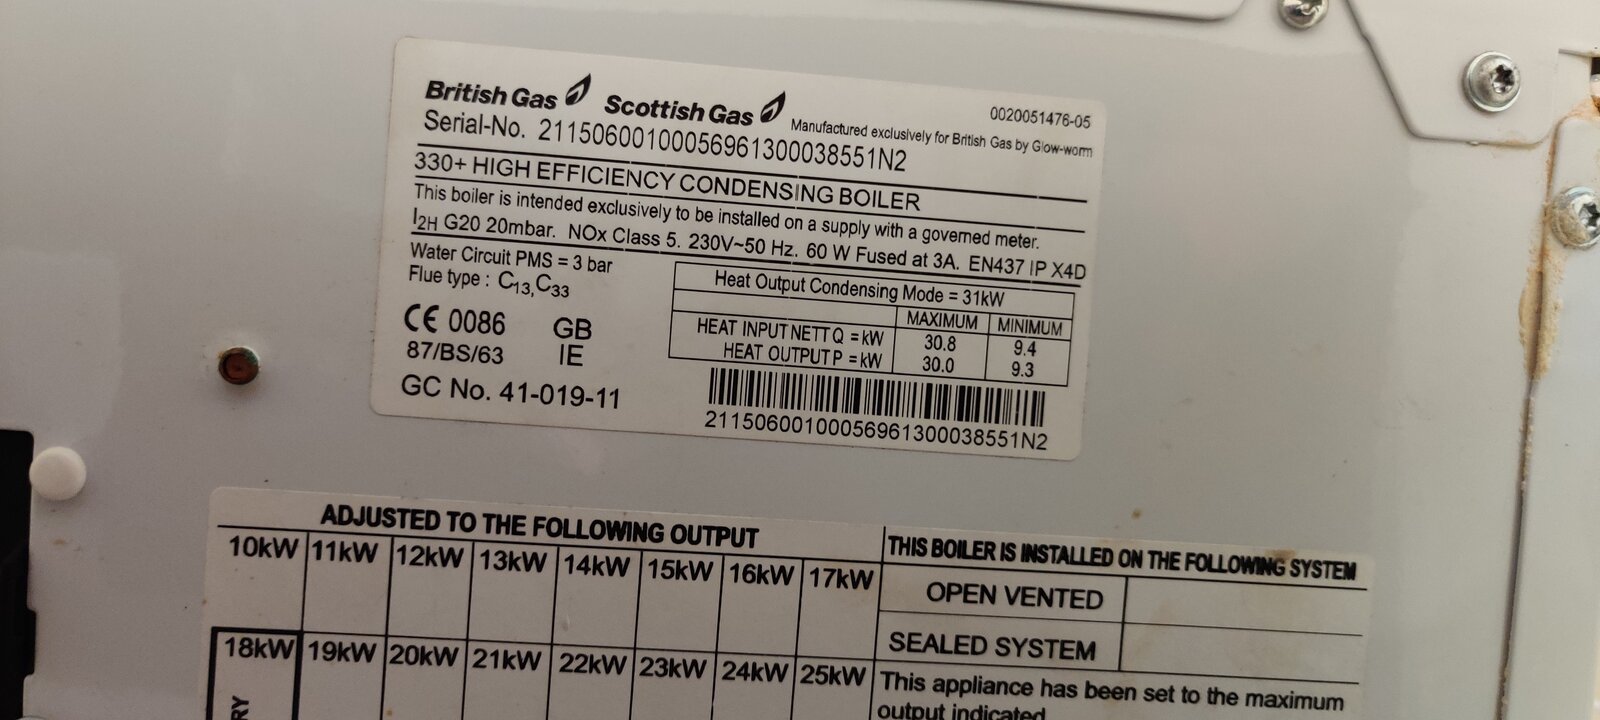 British Gas Scottish Gas 0020051476-05
Manufactured exclusively for British Gas by Glow-worm
Serial-No. 21150600100056961300038551N2
330+ HIGH EFFICIENCY CONDENSING BOILER
This boiler is intended exclusively to be installed on a supply with a governed meter.
I2H G20 20mbar. NOx Class 5. 230V~50 Hz. 60 W Fused at 3A. EN437 IP X4D
Water Circuit PMS = 3 bar
Flue type : C13,C33
CE 0086 GB
87/BS/63 IE
GC No. 41-019-11
Heat Output Condensing Mode = 31kW
MAXIMUM MINIMUM
HEAT INPUT NETT Q = kW 30.8 9.4
HEAT OUTPUT P = kW 30.0 9.3
21150600100056961300038551N2
ADJUSTED TO THE FOLLOWING OUTPUT
10kW 11kW 12kW 13kW 14kW 15kW 16kW 17kW
18kW 19kW 20kW 21kW 22kW 23kW 24kW 25kW
THIS BOILER IS INSTALLED ON THE FOLLOWING SYSTEM
OPEN VENTED
SEALED SYSTEM
This appliance has been set to the maximum
output indicated